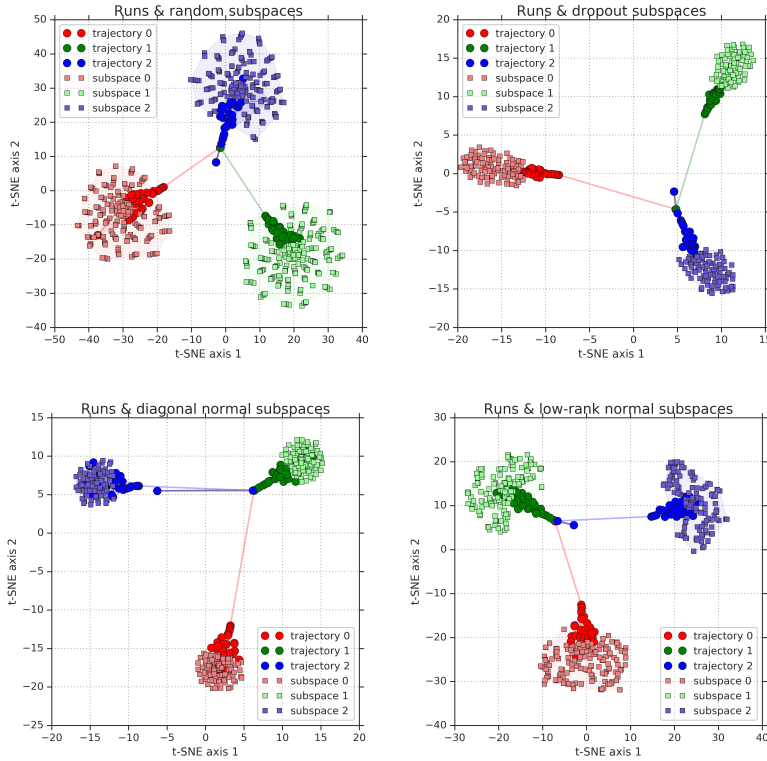 Runs & random subspaces
trajectory 0
trajectory 1
trajectory 2
subspace 0
subspace 1
subspace 2
50
40
30
20
10
0
−10
−20
−30
−40
t-SNE axis 2
−50 −40 −30 −20 −10 0 10 20 30 40
t-SNE axis 1
Runs & dropout subspaces
trajectory 0
trajectory 1
trajectory 2
subspace 0
subspace 1
subspace 2
20
15
10
5
0
−5
−10
−15
−20
t-SNE axis 2
−20 −15 −10 −5 0 5 10 15
t-SNE axis 1
Runs & diagonal normal subspaces
15
10
5
0
−5
−10
−15
−20
−25
t-SNE axis 2
trajectory 0
trajectory 1
trajectory 2
subspace 0
subspace 1
subspace 2
−20 −15 −10 −5 0 5 10 15 20
t-SNE axis 1
Runs & low-rank normal subspaces
30
20
10
0
−10
−20
−30
−40
t-SNE axis 2
trajectory 0
trajectory 1
trajectory 2
subspace 0
subspace 1
subspace 2
−30 −20 −10 0 10 20 30 40
t-SNE axis 1